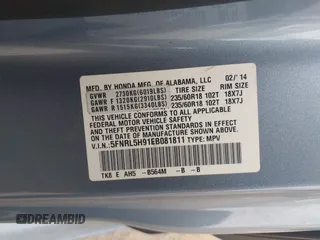 MFD. BY HONDA MFG. OF ALABAMA, LLC 02/14
GVWR 2730KG(6019LBS) TIRE SIZE RIM SIZE
GAWR F 1320KG(2910LBS) 235/60R18 102T 18X7J
GAWR R 1515KG(3340LBS) 235/60R18 102T 18X7J
THIS VEHICLE CONFORMS TO ALL APPLICABLE FEDERAL MOTOR
VEHICLE SAFETY AND THEFT PREVENTION STANDARDS IN EFFECT ON THE
DATE OF MANUFACTURE SHOWN ABOVE.
V.I.N.: 5FNRL5H91EB081811 TYPE: MPV
TK8 E AH5 -B564M -B -B
© AutoBidMaster